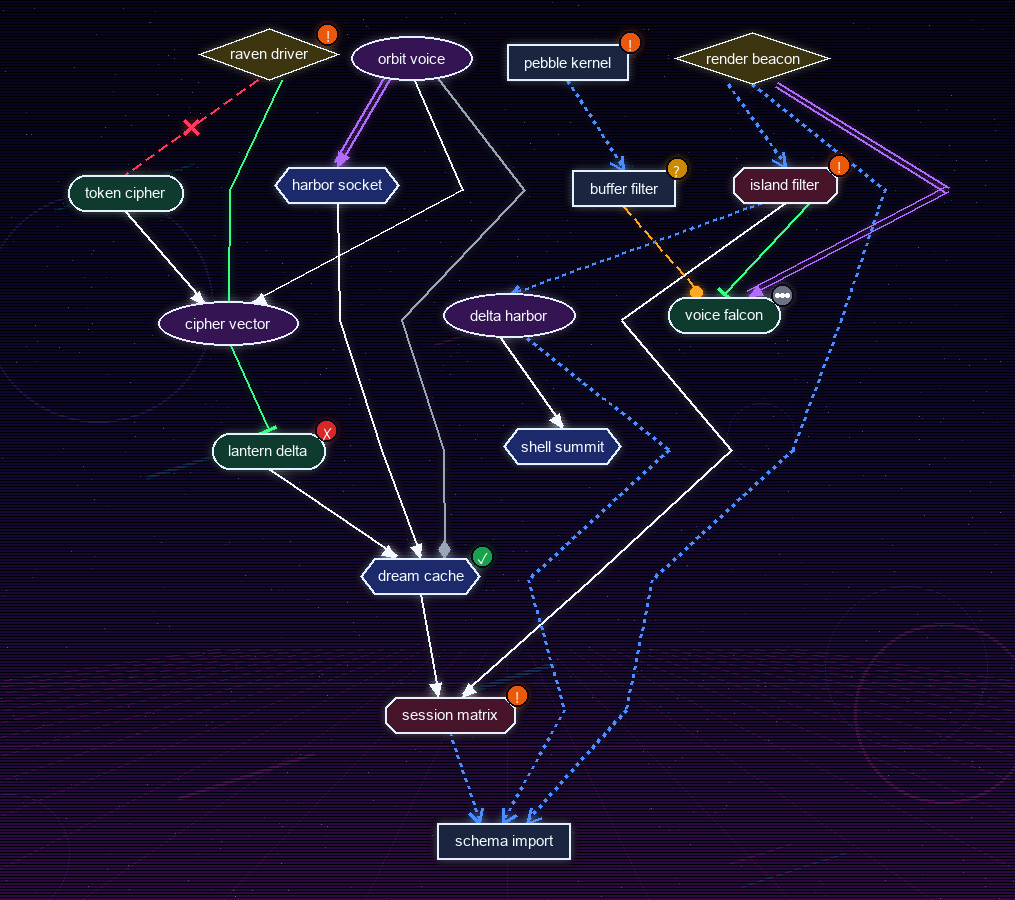 raven driver
!
orbit voice
pebble kernel
!
render beacon
token cipher
harbor socket
buffer filter
?
island filter
!
cipher vector
delta harbor
voice falcon
•••
lantern delta
X
shell summit
dream cache
✓
session matrix
!
schema import